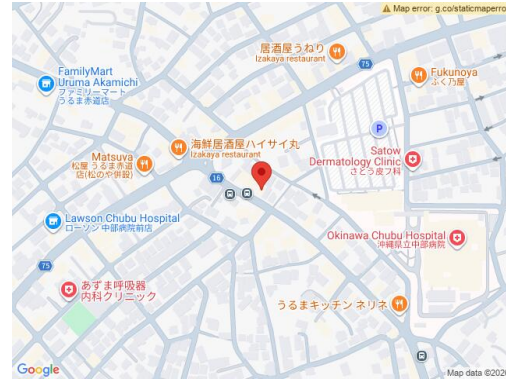 Map error: g.co/staticmaperro
居酒屋うねり
Izakaya restaurant
75
FamilyMart
Uruma Akamichi
ファミリーマート
うるま赤道店
Fukunoya
ふく乃屋
P
海鮮居酒屋ハイサイ丸
Izakaya restaurant
Matsuya
松屋 うるま赤道
店(松のや併設)
Satow
Dermatology Clinic
さとう皮フ科
16
Lawson Chubu Hospital
ローソン 中部病院前店
Okinawa Chubu Hospital
沖縄県立中部病院
75
あずま呼吸器
内科クリニック
うるまキッチン ネリネ
Google
Map data ©2026